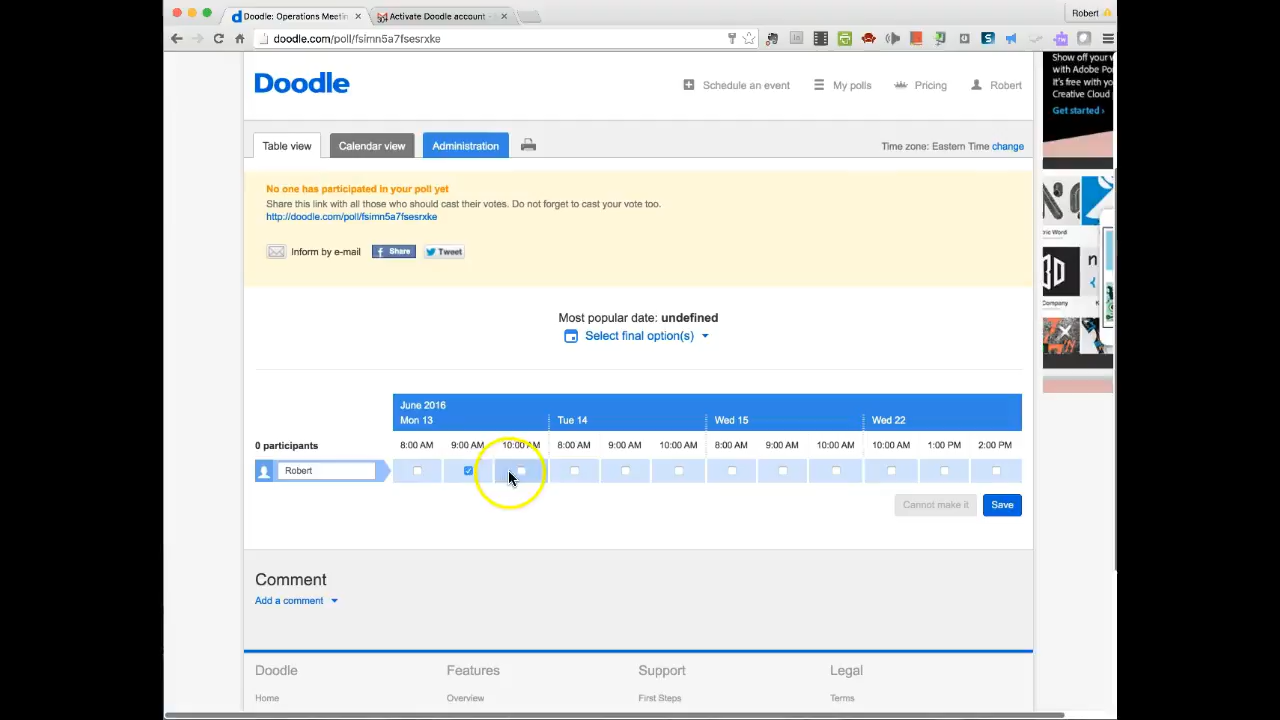 Doodle: Operations Meetin
Activate Doodle account -
Robert
doodle.com/poll/fsimn5a7fsesrxke
Doodle
Schedule an event
My polls
Pricing
Robert
Show off your
with Adobe Po
It's free with y
Creative Cloud
Get started ›
Table view
Calendar view
Administration
Time zone: Eastern Time change
No one has participated in your poll yet
Share this link with all those who should cast their votes. Do not forget to cast your vote too.
http://doodle.com/poll/fsimn5a7fsesrxke
Inform by e-mail
f Share
Tweet
tric Word
Company
Most popular date: undefined
Select final option(s)
June 2016
Mon 13 Tue 14 Wed 15 Wed 22
0 participants 8:00 AM 9:00 AM 10:00 AM 8:00 AM 9:00 AM 10:00 AM 8:00 AM 9:00 AM 10:00 AM 10:00 AM 1:00 PM 2:00 PM
Robert
Cannot make it
Save
Comment
Add a comment
Doodle Features Support Legal
Home Overview First Steps Terms